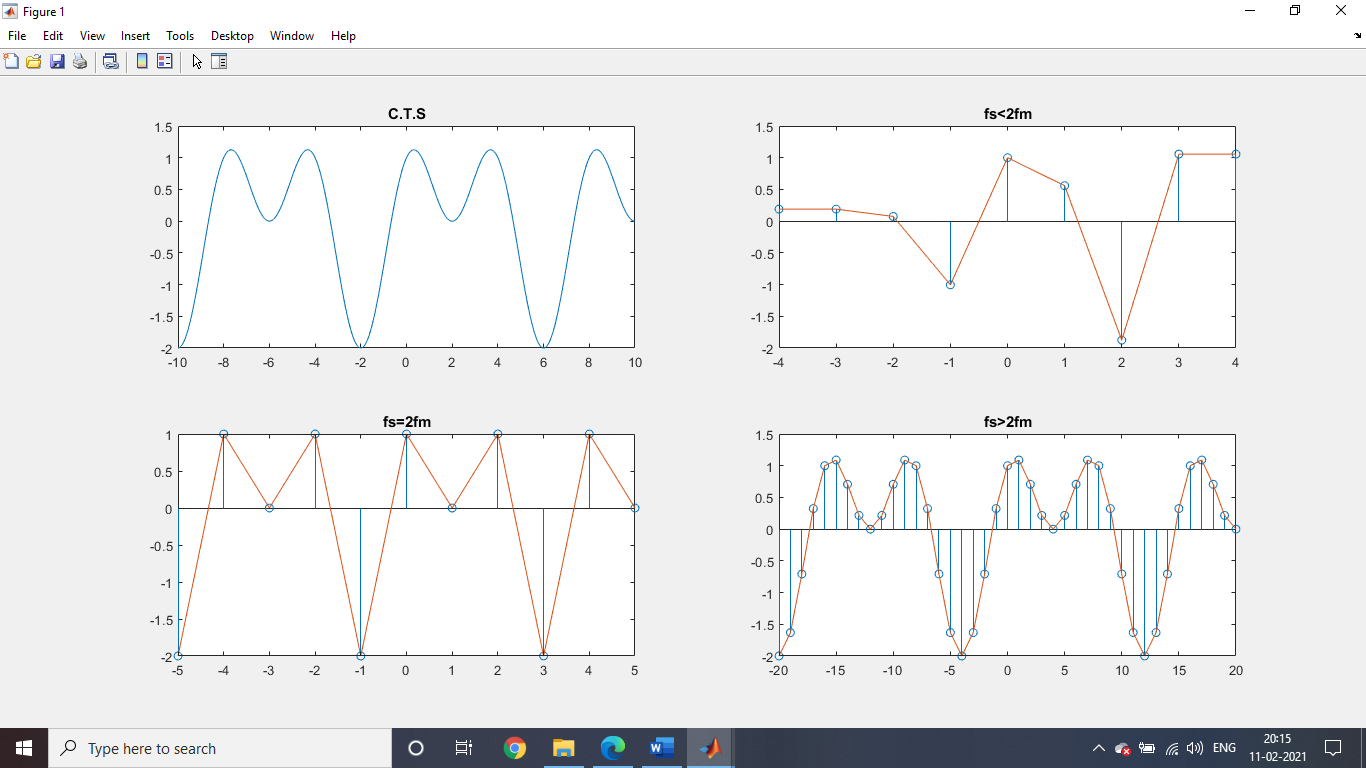 Figure 1
File Edit View Insert Tools Desktop Window Help
C.T.S
1.5
1
0.5
0
-0.5
-1
-1.5
-2
-10 -8 -6 -4 -2 0 2 4 6 8 10
fs<2fm
1.5
1
0.5
0
-0.5
-1
-1.5
-2
-4 -3 -2 -1 0 1 2 3 4
fs=2fm
1
0.5
0
-0.5
-1
-1.5
-2
-5 -4 -3 -2 -1 0 1 2 3 4 5
fs>2fm
1.5
1
0.5
0
-0.5
-1
-1.5
-2
-20 -15 -10 -5 0 5 10 15 20
Type here to search
ENG
20:15
11-02-2021